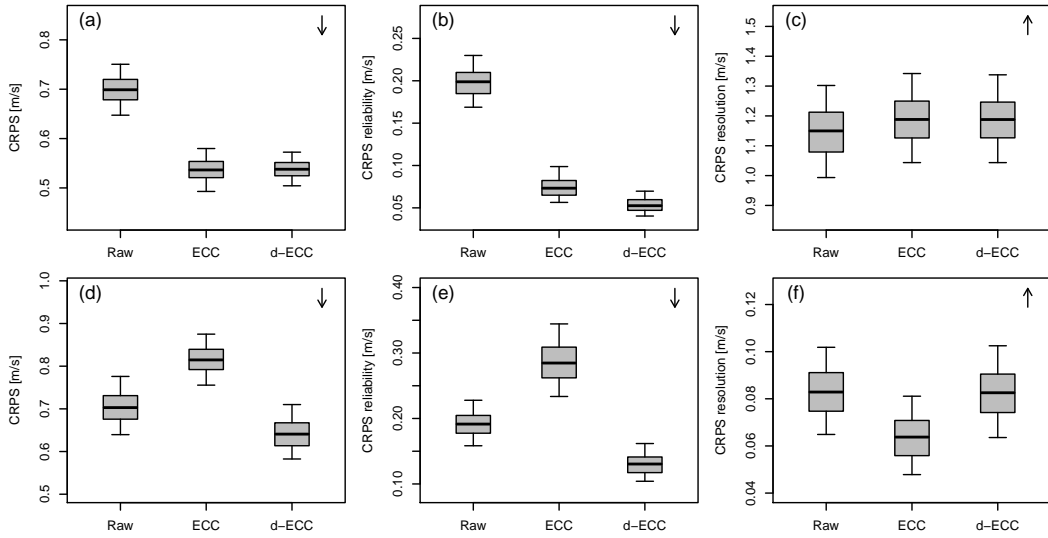 (a)
CRPS [m/s]
0.8
0.7
0.6
0.5
Raw
ECC
d−ECC
(b)
CRPS reliability [m/s]
0.25
0.20
0.15
0.10
0.05
Raw
ECC
d−ECC
(c)
CRPS resolution [m/s]
1.5
1.4
1.3
1.2
1.1
1.0
0.9
Raw
ECC
d−ECC
(d)
CRPS [m/s]
1.0
0.9
0.8
0.7
0.6
0.5
Raw
ECC
d−ECC
(e)
CRPS reliability [m/s]
0.40
0.30
0.20
0.10
Raw
ECC
d−ECC
(f)
CRPS resolution [m/s]
0.12
0.10
0.08
0.06
0.04
Raw
ECC
d−ECC